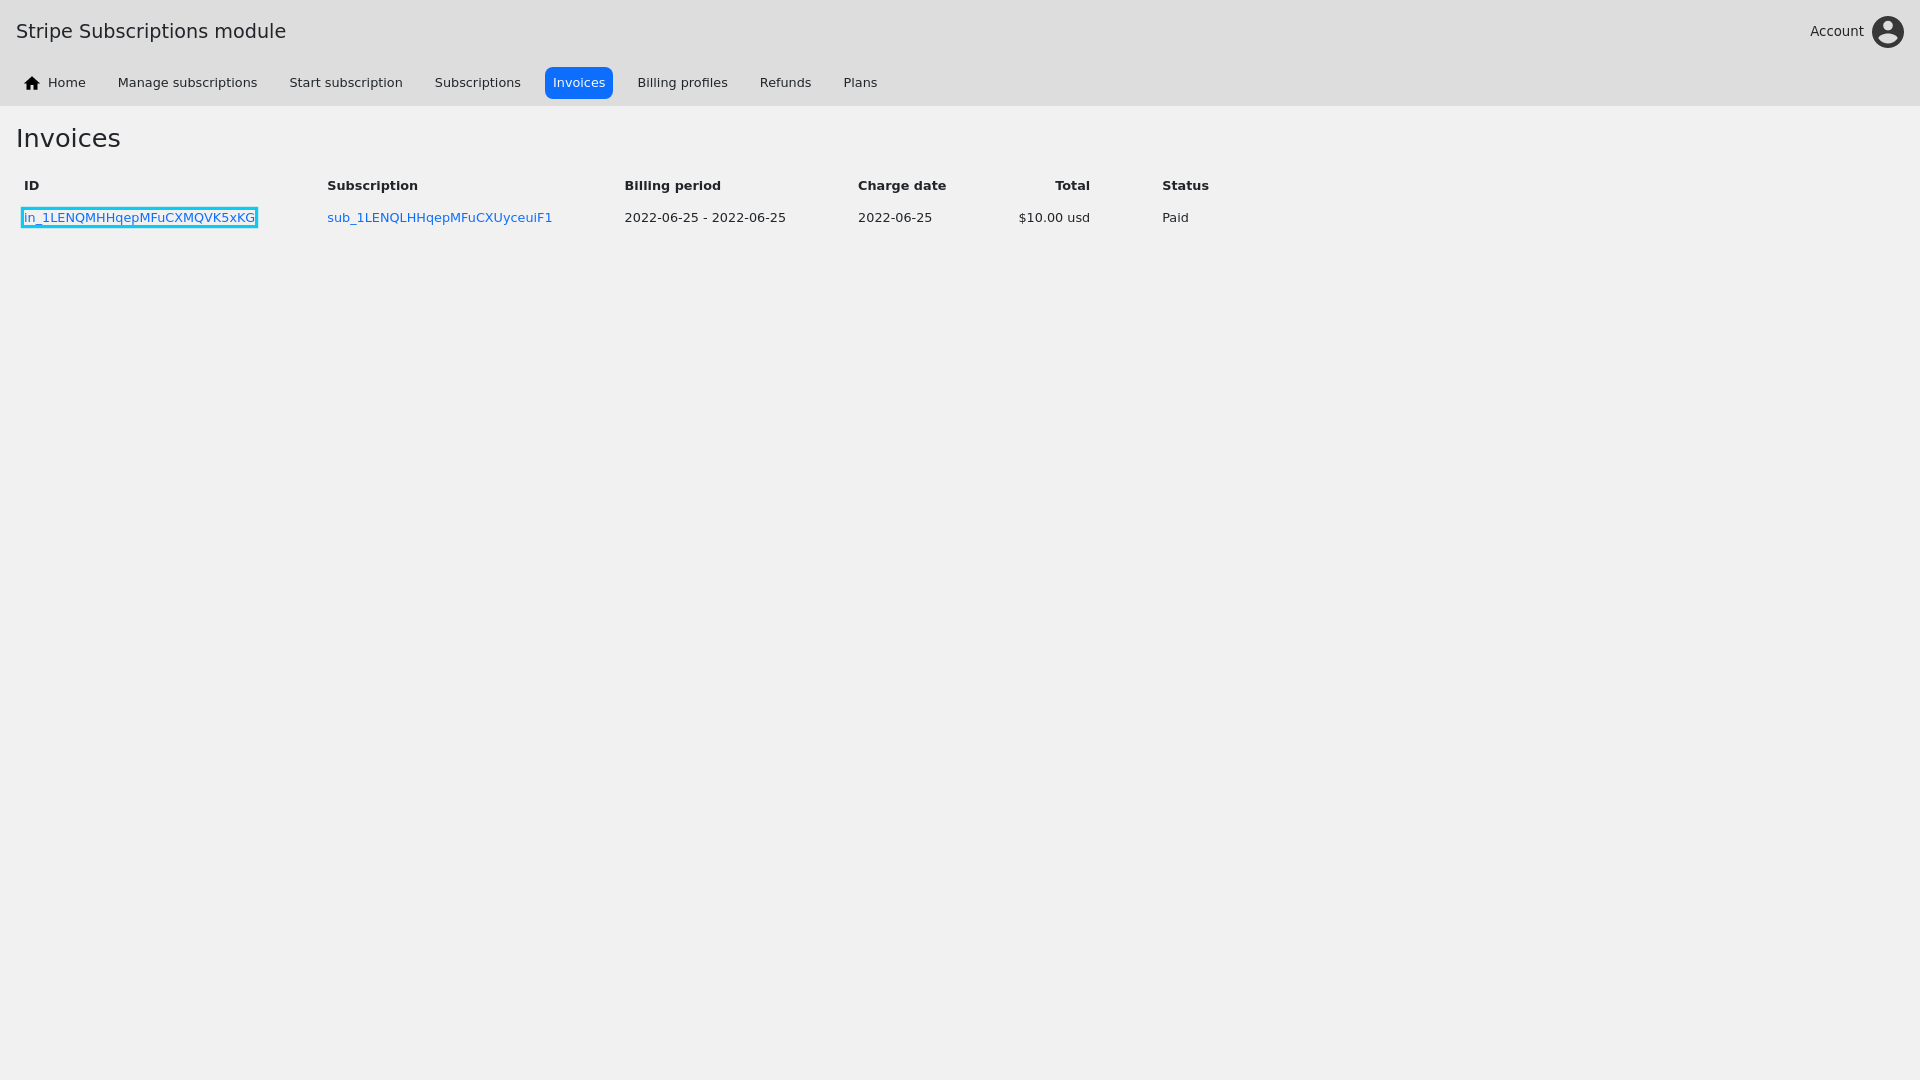 Stripe Subscriptions module
Account
Home Manage subscriptions Start subscription Subscriptions Invoices Billing profiles Refunds Plans
Invoices
ID Subscription Billing period Charge date Total Status
in_1LENQMHHqepMFuCXMQVK5xKG sub_1LENQLHHqepMFuCXUyceuiF1 2022-06-25 - 2022-06-25 2022-06-25 $10.00 usd Paid